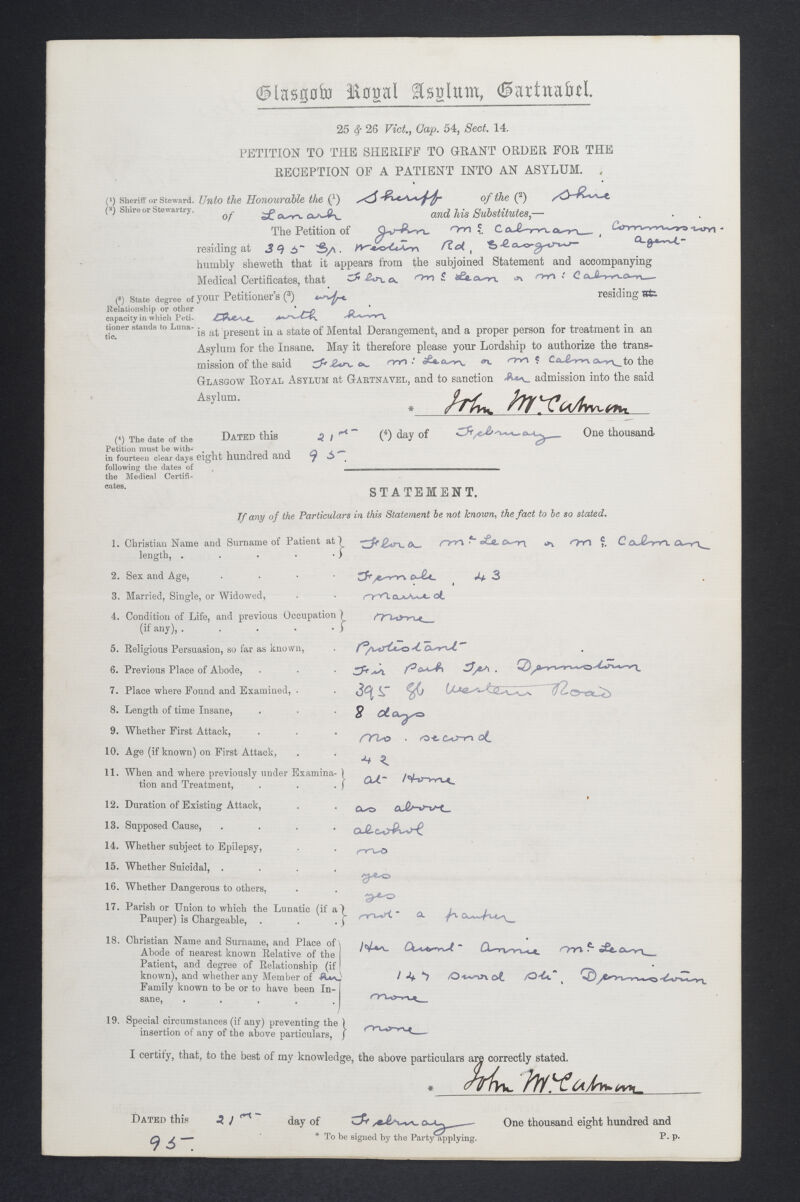 Glasgow Royal Asylum, Gartnabel.
25 & 26 Vict., Cap. 54, Sect. 14.
PETITION TO THE SHERIFF TO GRANT ORDER FOR THE
RECEPTION OF A PATIENT INTO AN ASYLUM.
(¹) Sheriff or Steward. Unto the Honourable the (¹) Sheriff of the (²) Shire
(²) Shire or Stewartry. of Lanark and his Substitutes,—
The Petition of John Mc Calman, Commission
residing at 395 Gr. Western Rd, Glasgow agent
humbly sheweth that it appears from the subjoined Statement and accompanying
Medical Certificates, that Flora McLean or McCalman
(³) State degree of Relationship or other capacity in which Petitioner stands to Lunatic.
your Petitioner's (³) wife residing at
there with him
is at present in a state of Mental Derangement, and a proper person for treatment in an
Asylum for the Insane. May it therefore please your Lordship to authorize the trans-
mission of the said Flora McLean or McCalman to the
GLASGOW ROYAL ASYLUM AT GARTNAVEL, and to sanction her admission into the said
Asylum.
* John McCalman
(⁴) The date of the Petition must be within fourteen clear days following the dates of the Medical Certificates.
DATED this 21st (⁴) day of February One thousand
eight hundred and 95.
STATEMENT.
If any of the Particulars in this Statement be not known, the fact to be so stated.
1. Christian Name and Surname of Patient at length, . . . . . Flora McLean or McCalman
2. Sex and Age, . . . . Female, 43
3. Married, Single, or Widowed, . . married
4. Condition of Life, and previous Occupation (if any), . . . . . none
5. Religious Persuasion, so far as known, . Protestant
6. Previous Place of Abode, . . . Fir Park Ter. Dennistoun
7. Place where Found and Examined, . . 395 Gt Western Road
8. Length of time Insane, . . . 8 days
9. Whether First Attack, . . . no. second
10. Age (if known) on First Attack, . . 42
11. When and where previously under Examination and Treatment, . . . at Home
12. Duration of Existing Attack, . . as above
13. Supposed Cause, . . . . alcohol
14. Whether subject to Epilepsy, . . no
15. Whether Suicidal, . . . . yes
16. Whether Dangerous to others, . . yes
17. Parish or Union to which the Lunatic (if a Pauper) is Chargeable, . . . not a pauper
18. Christian Name and Surname, and Place of Abode of nearest known Relative of the Patient, and degree of Relationship (if known), and whether any Member of her Family known to be or to have been Insane, . . . . . Her Aunt Annie McLean
147 Sword St, Dennistoun
none
19. Special circumstances (if any) preventing the insertion of any of the above particulars, none
I certify, that, to the best of my knowledge, the above particulars are correctly stated.
* John McCalman
DATED this 21st day of February One thousand eight hundred and
95.
* To be signed by the Party applying.
P. p.